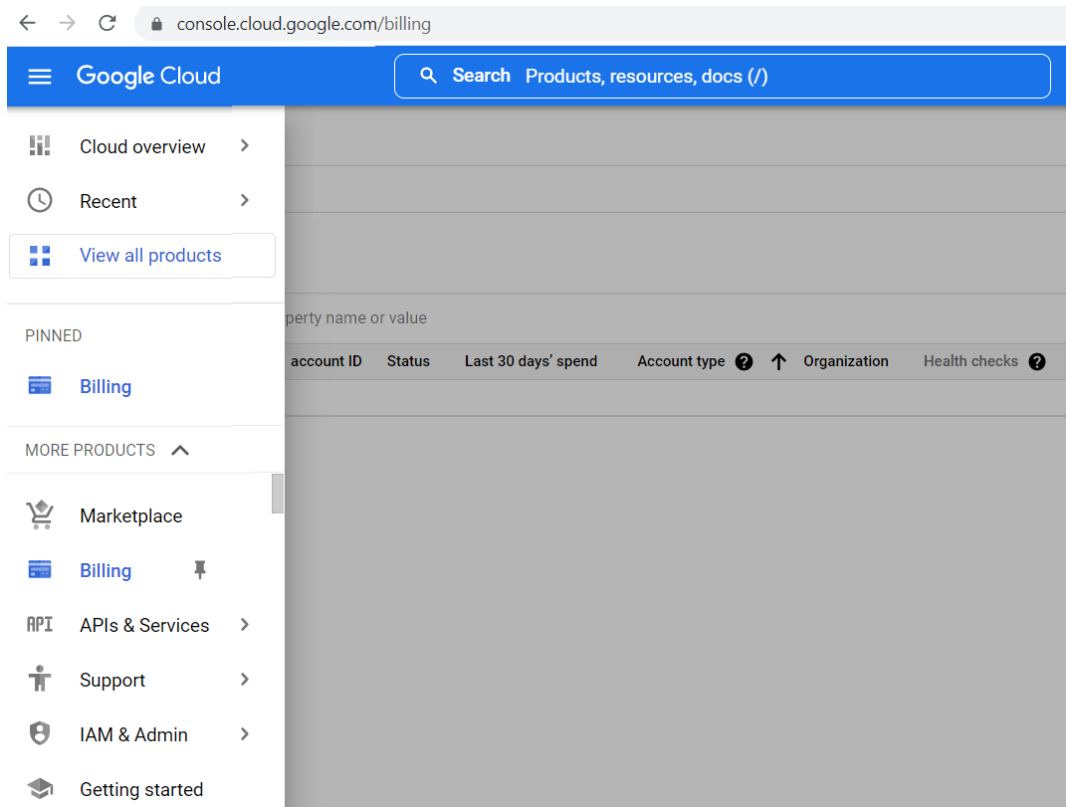 console.cloud.google.com/billing
Google Cloud
Search Products, resources, docs (/)
Cloud overview
Recent
View all products
perty name or value
PINNED
account ID Status Last 30 days' spend Account type Organization Health checks
Billing
MORE PRODUCTS
Marketplace
Billing
API APIs & Services
Support
IAM & Admin
Getting started